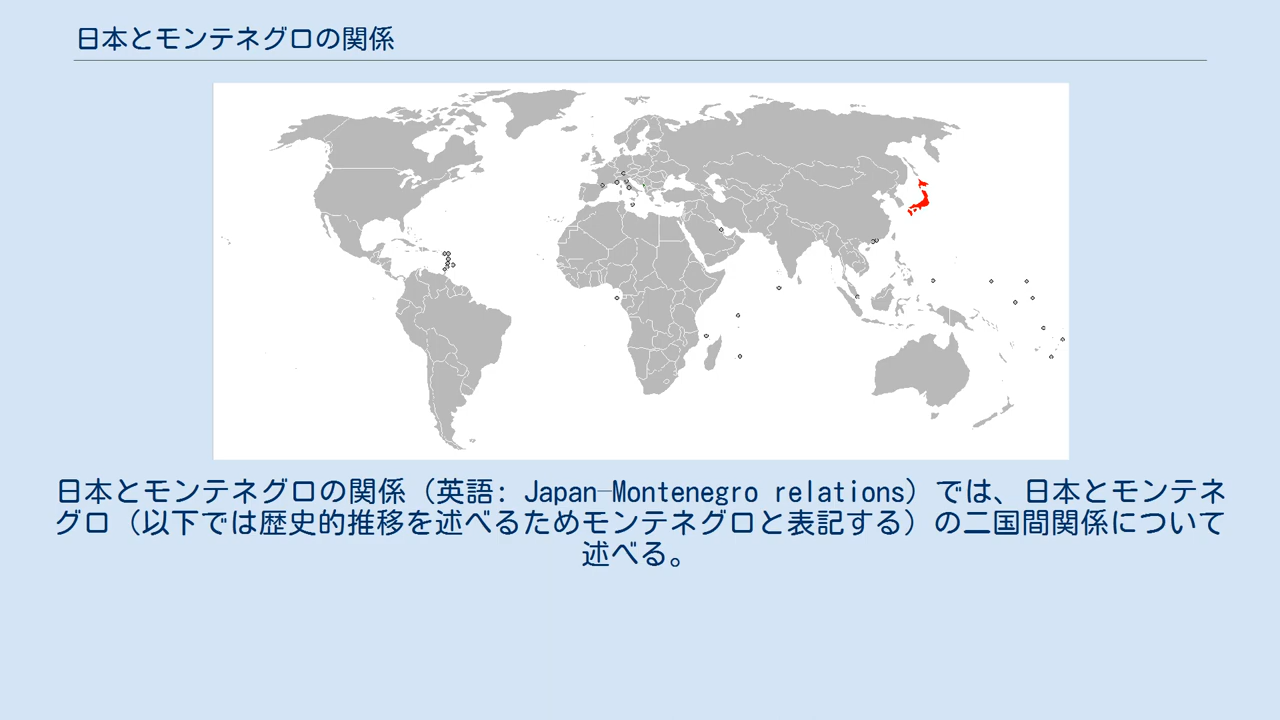 日本とモンテネグロの関係
日本とモンテネグロの関係（英語: Japan–Montenegro relations）では、日本とモンテネ
グロ（以下では歴史的推移を述べるためモンテネグロと表記する）の二国間関係について
述べる。